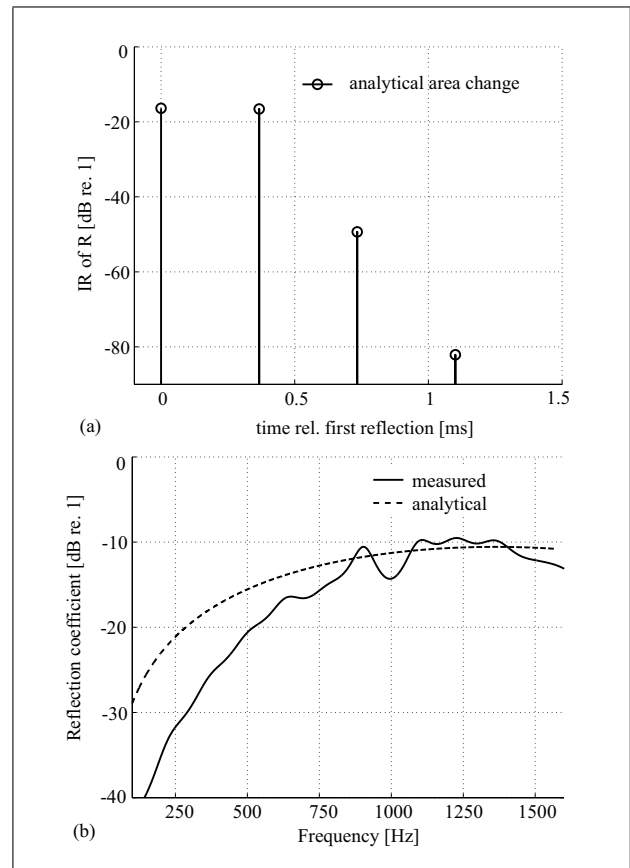 0
-20
-40
-60
-80
IR of R [dB re. 1]
analytical area change
0
0.5
1
1.5
(a)
time rel. first reflection [ms]
0
-10
-20
-30
-40
Reflection coefficient [dB re. 1]
measured
analytical
250
500
750
1000
1250
1500
(b)
Frequency [Hz]